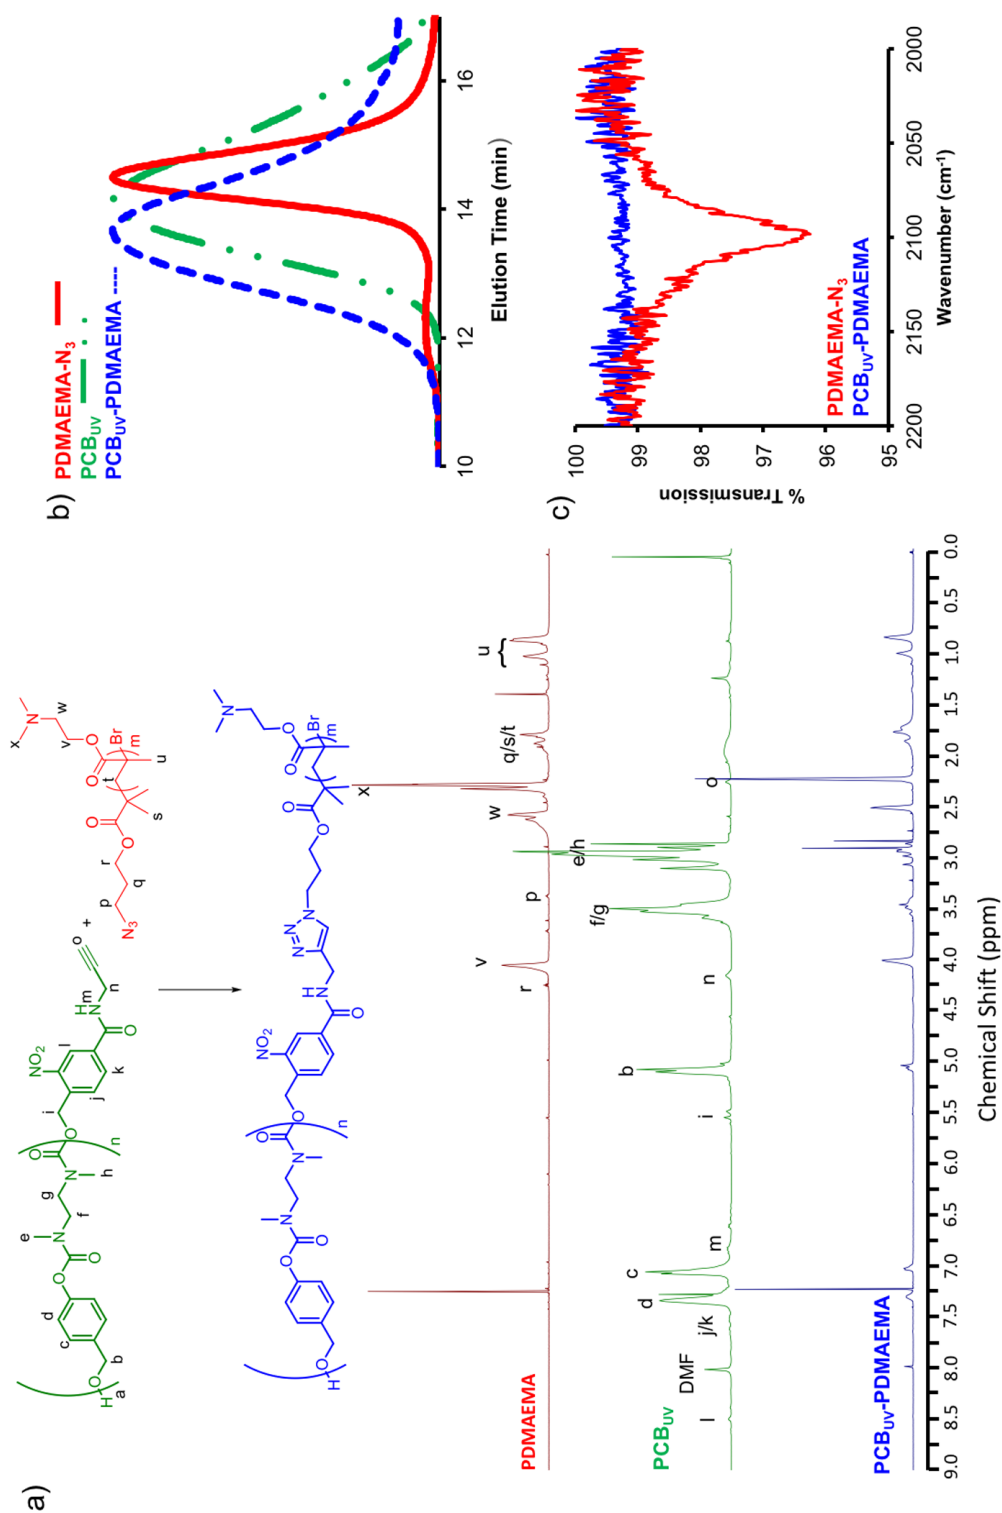 a)
H
a
O
b
c
d
O
O
N
e
f
g
N
h
O
O
n
i
j
k
l
NO2
O
H
N
m
n
o
+
N3
p
q
r
O
O
s
t
O
O
Br
m
u
v
w
x
N
H
O
O
O
N
N
O
O
n
NO2
O
H
N
N
N
N
O
O
O
O
Br
m
N
PDMAEMA
r
v
p
w
x
q/s/t
u
PCBUV
l
DMF
j/k
d
c
m
i
b
n
f/g
e/h
o
PCBUV-PDMAEMA
9.0 8.5 8.0 7.5 7.0 6.5 6.0 5.5 5.0 4.5 4.0 3.5 3.0 2.5 2.0 1.5 1.0 0.5 0.0
Chemical Shift (ppm)
b)
PDMAEMA-N3
PCBUV
PCBUV-PDMAEMA ----
10 12 14 16
Elution Time (min)
c)
100
99
98
97
96
95
% Transmission
PDMAEMA-N3
PCBUV-PDMAEMA
2200 2150 2100 2050 2000
Wavenumber (cm-1)